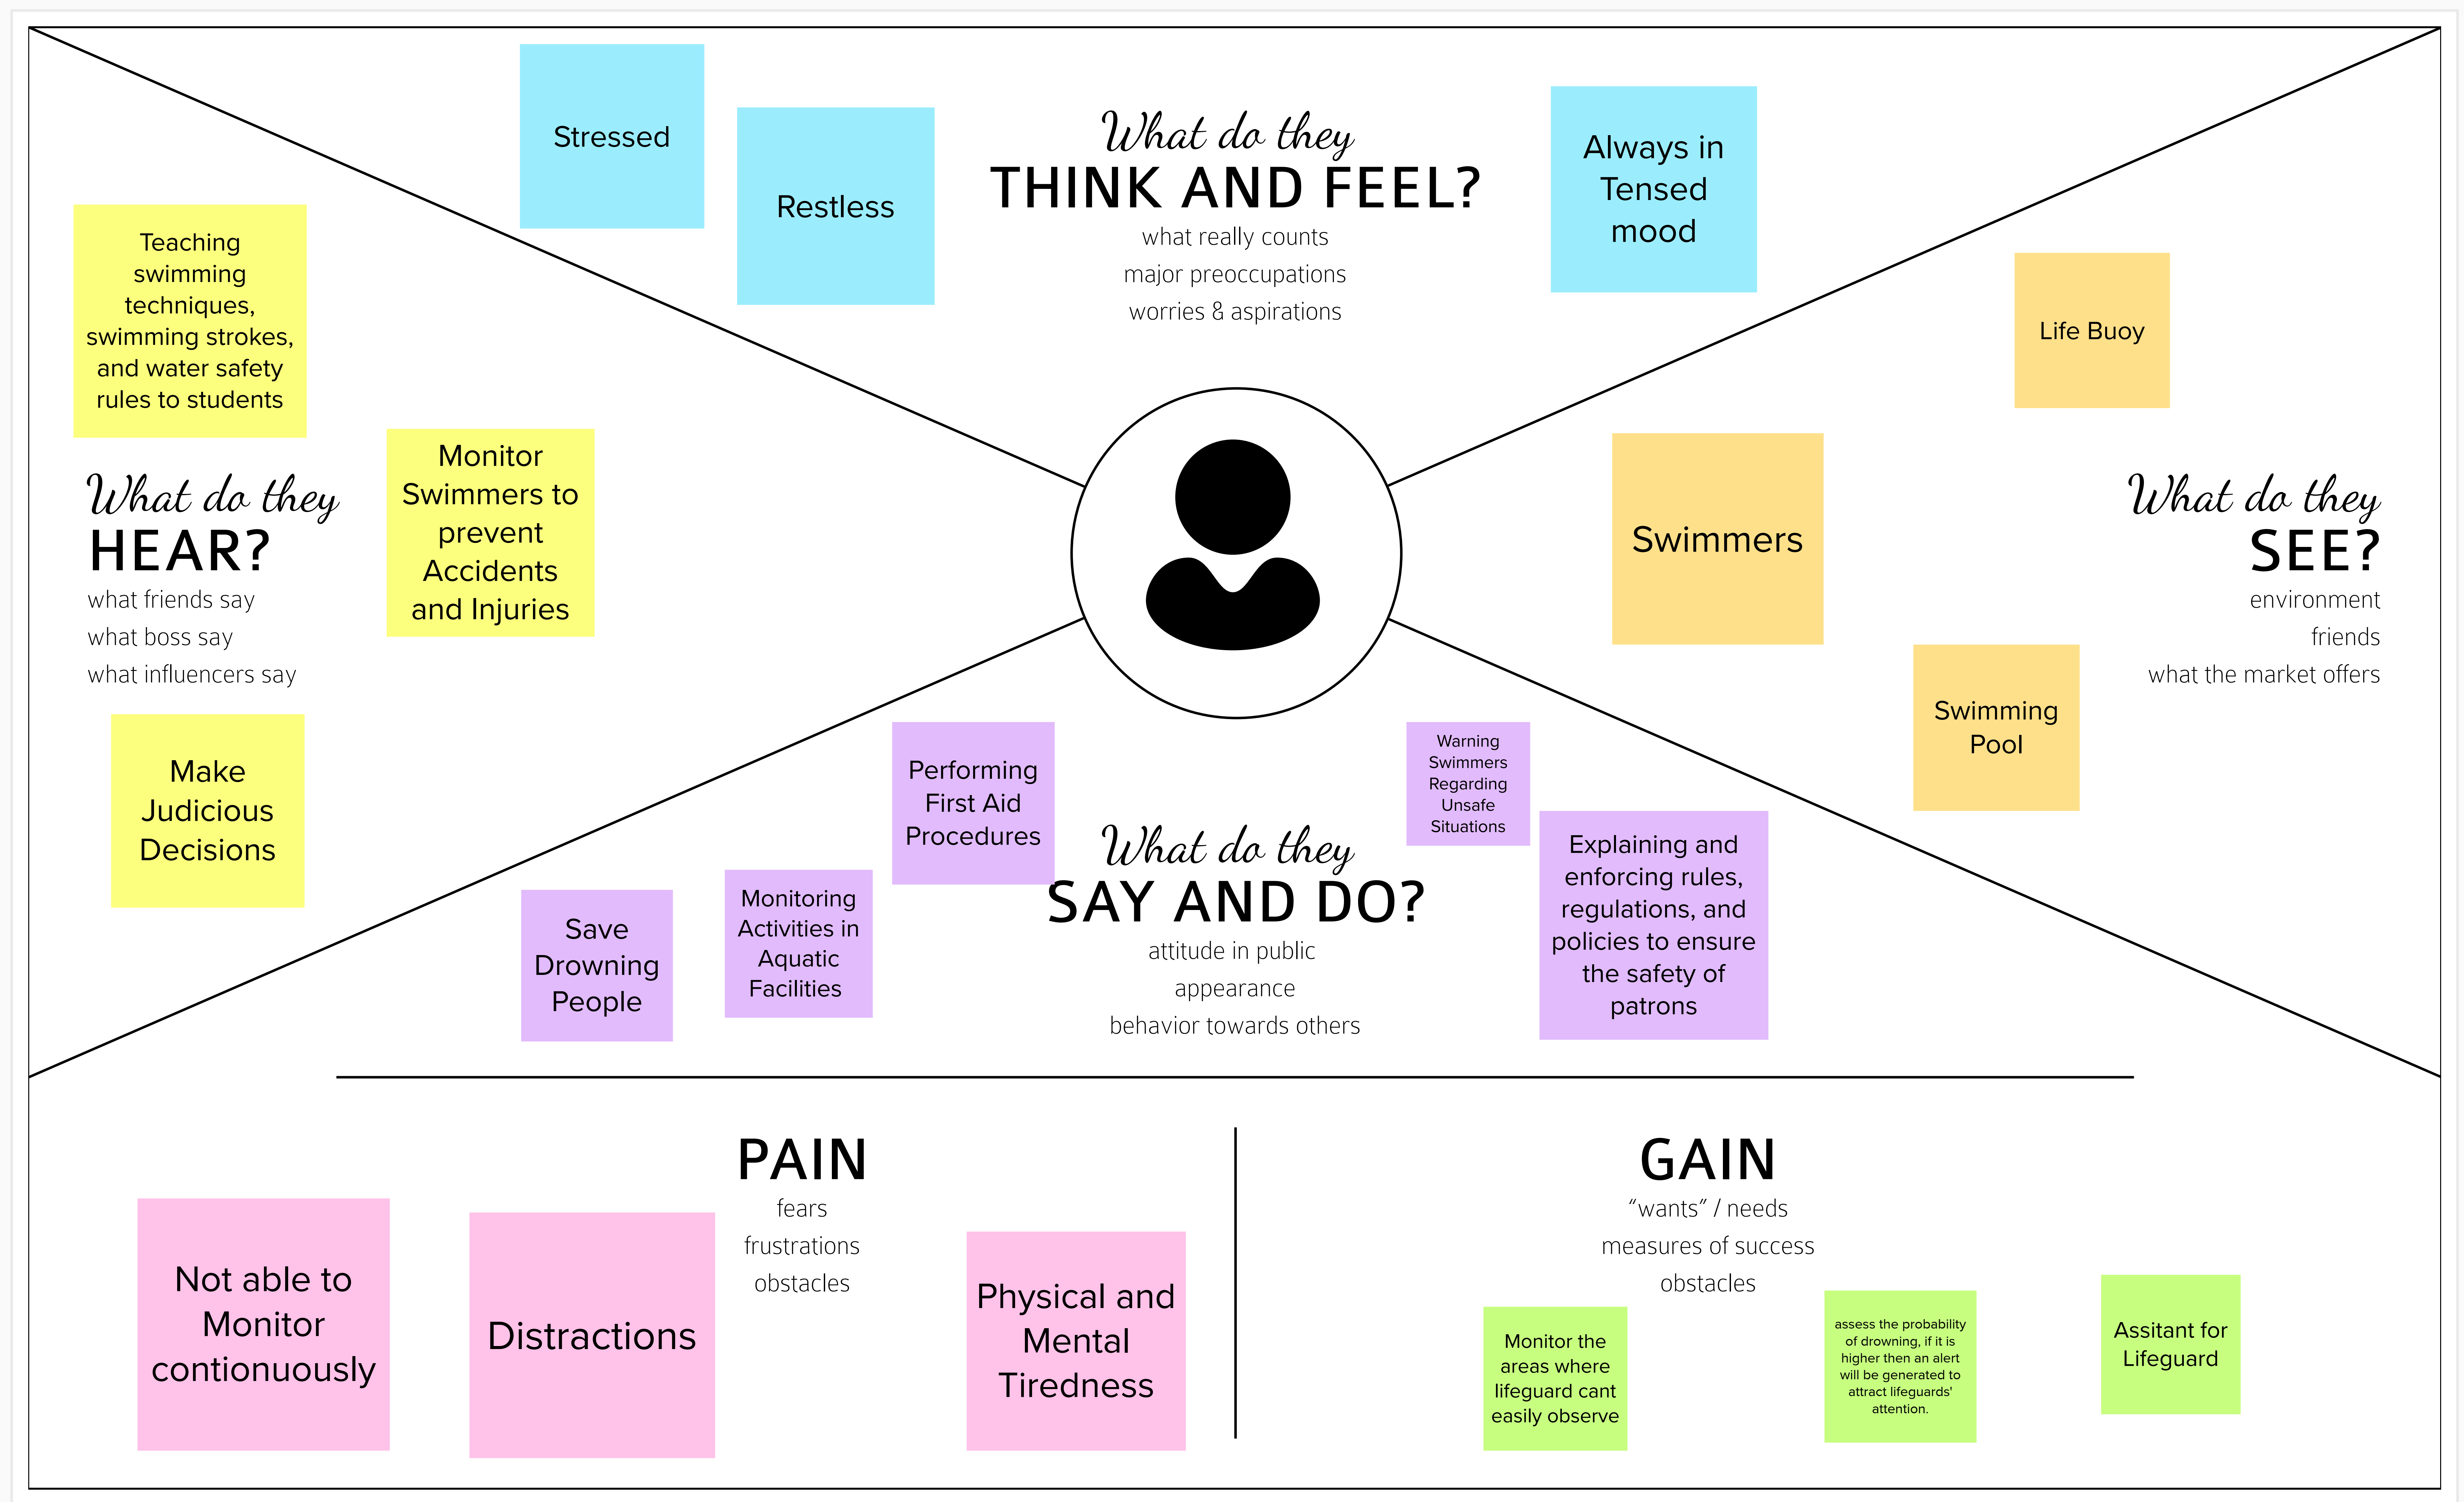 Stressed
Restless
What do they
THINK AND FEEL?
what really counts
major preoccupations
worries & aspirations
Always in
Tensed
mood
Teaching
swimming
techniques,
swimming strokes,
and water safety
rules to students
What do they
HEAR?
what friends say
what boss say
what influencers say
Monitor
Swimmers to
prevent
Accidents
and Injuries
Make
Judicious
Decisions
Life Buoy
Swimmers
What do they
SEE?
environment
friends
what the market offers
Swimming
Pool
Save
Drowning
People
Monitoring
Activities in
Aquatic
Facilities
Performing
First Aid
Procedures
What do they
SAY AND DO?
attitude in public
appearance
behavior towards others
Warning
Swimmers
Regarding
Unsafe
Situations
Explaining and
enforcing rules,
regulations, and
policies to ensure
the safety of
patrons
PAIN
fears
frustrations
obstacles
Not able to
Monitor
contionuously
Distractions
Physical and
Mental
Tiredness
GAIN
“wants” / needs
measures of success
obstacles
Monitor the
areas where
lifeguard cant
easily observe
assess the probability
of drowning, if it is
higher then an alert
will be generated to
attract lifeguards'
attention.
Assitant for
Lifeguard